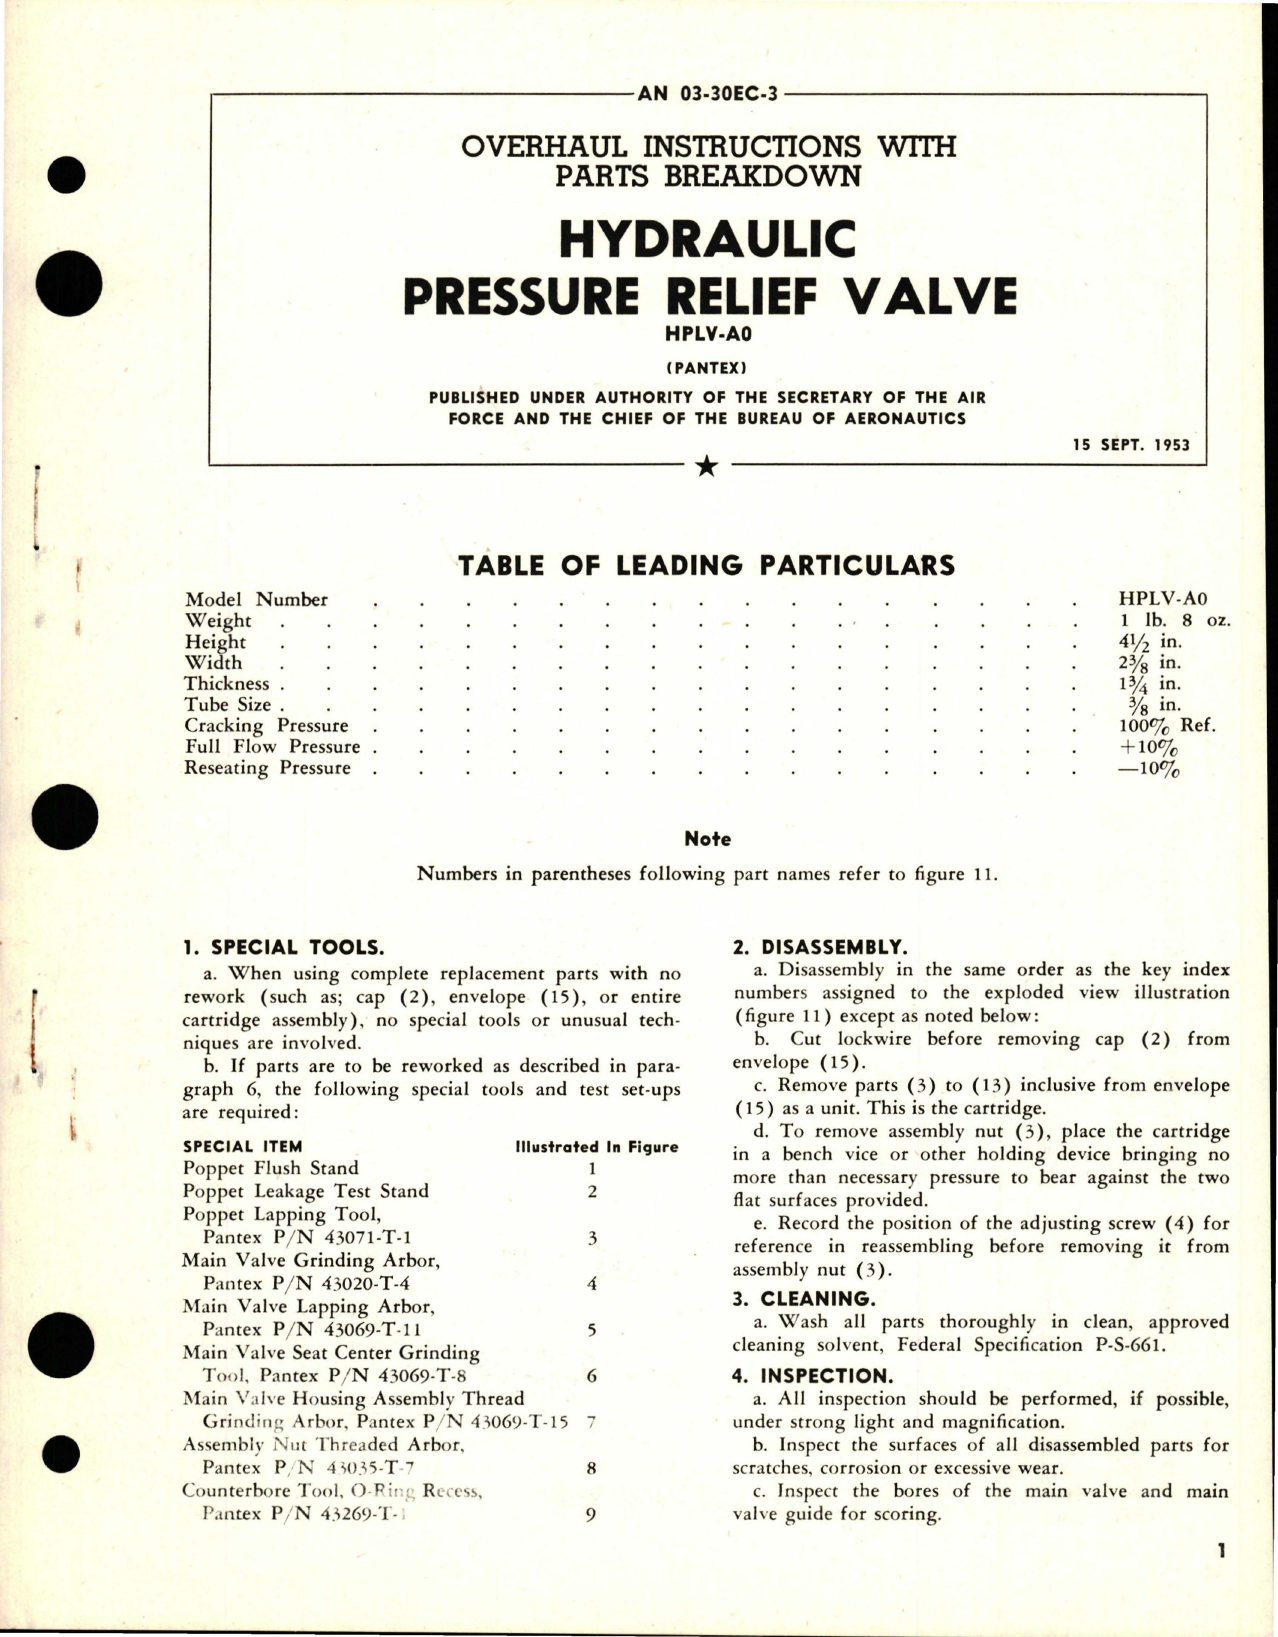 AN 03-30EC-3
OVERHAUL INSTRUCTIONS WITH
PARTS BREAKDOWN
HYDRAULIC
PRESSURE RELIEF VALVE
HPLV-A0
(PANTEX)
PUBLISHED UNDER AUTHORITY OF THE SECRETARY OF THE AIR
FORCE AND THE CHIEF OF THE BUREAU OF AERONAUTICS
15 SEPT. 1953
TABLE OF LEADING PARTICULARS
Model Number . . . . . . . . . . . . . . . . HPLV-A0
Weight . . . . . . . . . . . . . . . . . . 1 lb. 8 oz.
Height . . . . . . . . . . . . . . . . . . 4½ in.
Width . . . . . . . . . . . . . . . . . . 2⅜ in.
Thickness . . . . . . . . . . . . . . . . . . 1¾ in.
Tube Size . . . . . . . . . . . . . . . . . . ⅜ in.
Cracking Pressure . . . . . . . . . . . . . . . . 100% Ref.
Full Flow Pressure . . . . . . . . . . . . . . . . +10%
Reseating Pressure . . . . . . . . . . . . . . . . —10%
Note
Numbers in parentheses following part names refer to figure 11.
1. SPECIAL TOOLS.
a. When using complete replacement parts with no
rework (such as; cap (2), envelope (15), or entire
cartridge assembly), no special tools or unusual tech-
niques are involved.
b. If parts are to be reworked as described in para-
graph 6, the following special tools and test set-ups
are required:
SPECIAL ITEM Illustrated In Figure
Poppet Flush Stand 1
Poppet Leakage Test Stand 2
Poppet Lapping Tool,
Pantex P/N 43071-T-1 3
Main Valve Grinding Arbor,
Pantex P/N 43020-T-4 4
Main Valve Lapping Arbor,
Pantex P/N 43069-T-11 5
Main Valve Seat Center Grinding
Tool, Pantex P/N 43069-T-8 6
Main Valve Housing Assembly Thread
Grinding Arbor, Pantex P/N 43069-T-15 7
Assembly Nut Threaded Arbor,
Pantex P/N 43035-T-7 8
Counterbore Tool, O-Ring Recess,
Pantex P/N 43269-T-1 9
2. DISASSEMBLY.
a. Disassembly in the same order as the key index
numbers assigned to the exploded view illustration
(figure 11) except as noted below:
b. Cut lockwire before removing cap (2) from
envelope (15).
c. Remove parts (3) to (13) inclusive from envelope
(15) as a unit. This is the cartridge.
d. To remove assembly nut (3), place the cartridge
in a bench vice or other holding device bringing no
more than necessary pressure to bear against the two
flat surfaces provided.
e. Record the position of the adjusting screw (4) for
reference in reassembling before removing it from
assembly nut (3).
3. CLEANING.
a. Wash all parts thoroughly in clean, approved
cleaning solvent, Federal Specification P-S-661.
4. INSPECTION.
a. All inspection should be performed, if possible,
under strong light and magnification.
b. Inspect the surfaces of all disassembled parts for
scratches, corrosion or excessive wear.
c. Inspect the bores of the main valve and main
valve guide for scoring.
1